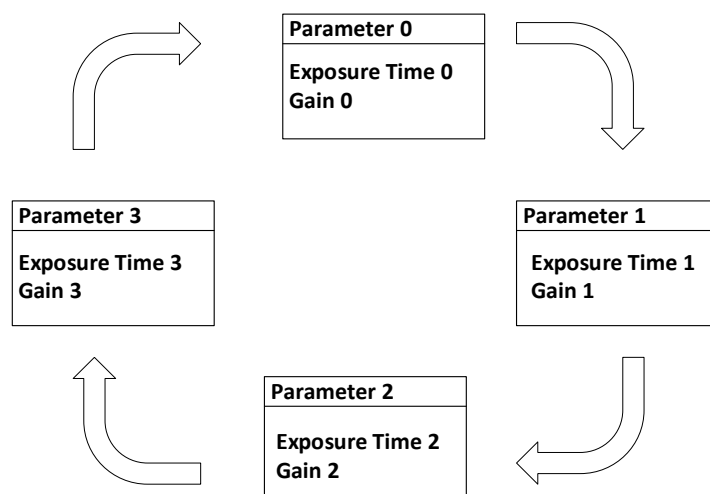 Parameter 0
Exposure Time 0
Gain 0
Parameter 3
Exposure Time 3
Gain 3
Parameter 1
Exposure Time 1
Gain 1
Parameter 2
Exposure Time 2
Gain 2